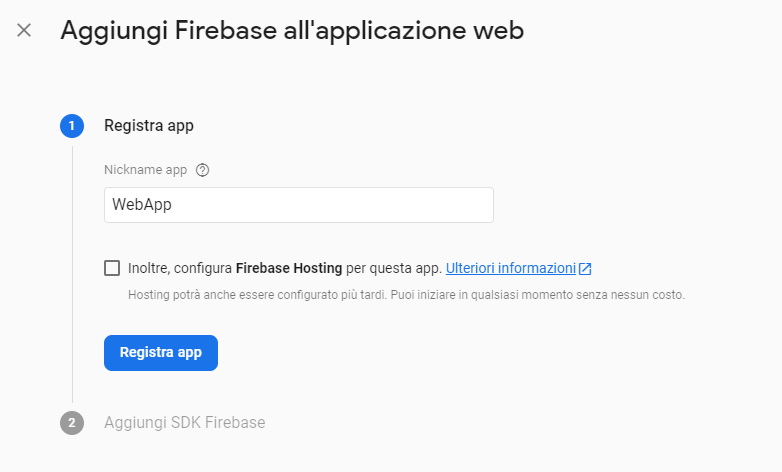 Aggiungi Firebase all'applicazione web
1 Registra app
Nickname app
WebApp
Inoltre, configura Firebase Hosting per questa app. Ulteriori informazioni
Hosting potrà anche essere configurato più tardi. Puoi iniziare in qualsiasi momento senza nessun costo.
Registra app
2 Aggiungi SDK Firebase